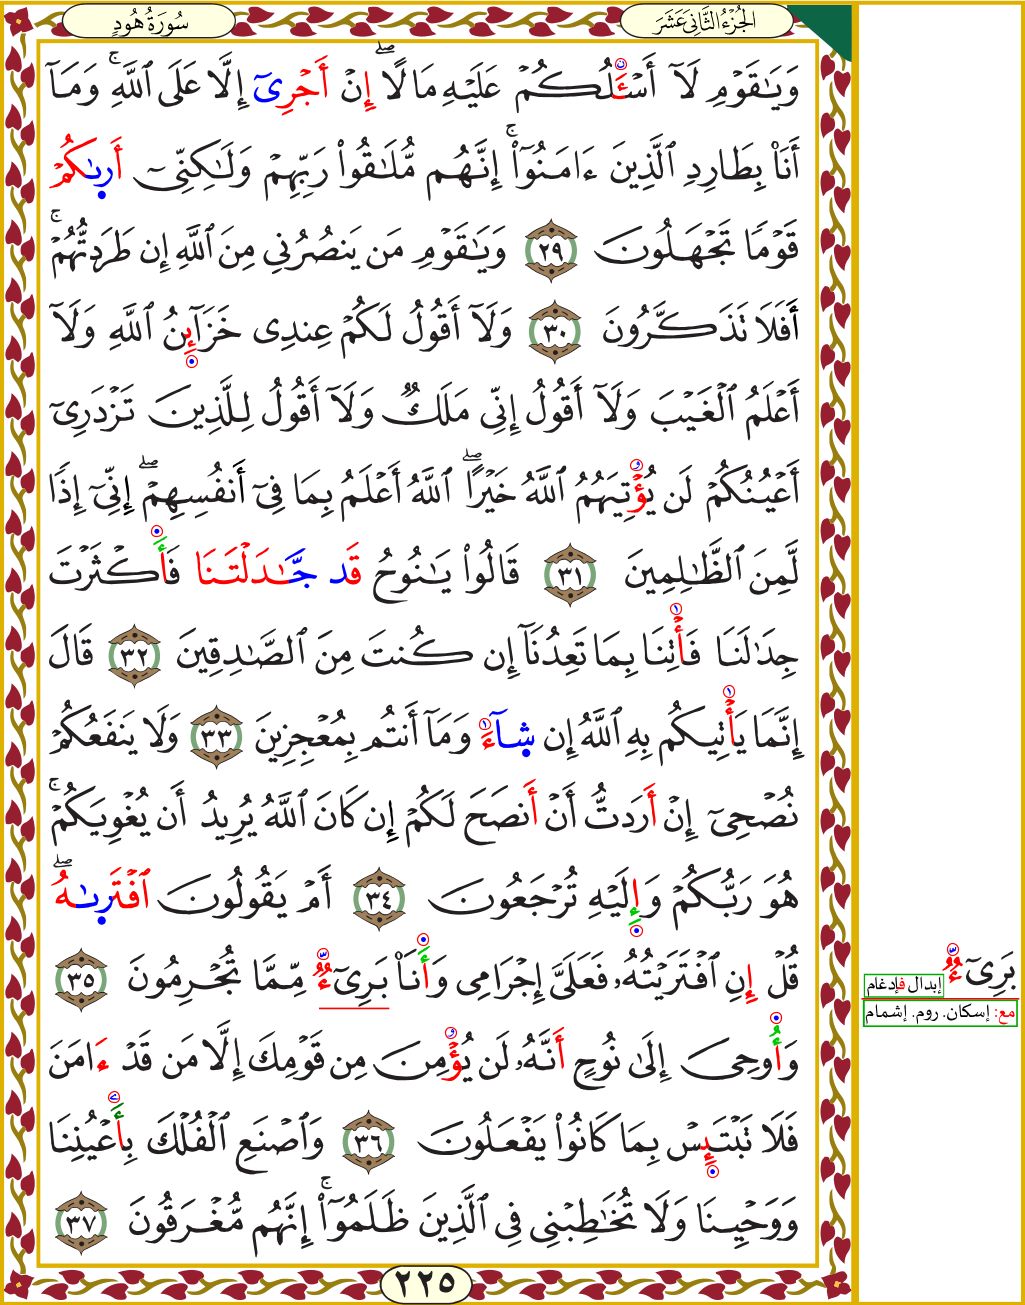 الجُزْءُ الثَّانِي عَشَرَ
سُورَةُ هُودٍ
وَيَٰقَوْمِ لَآ أَسْـَٔلُكُمْ عَلَيْهِ مَالًا ۖ إِنْ أَجْرِىَ إِلَّا عَلَى ٱللَّهِ ۚ وَمَآ
أَنَا۠ بِطَارِدِ ٱلَّذِينَ ءَامَنُوٓا۟ ۚ إِنَّهُم مُّلَٰقُوا۟ رَبِّهِمْ وَلَٰكِنِّىٓ أَرىٰكُمْ
قَوْمًا تَجْهَلُونَ ٢٩ وَيَٰقَوْمِ مَن يَنصُرُنِى مِنَ ٱللَّهِ إِن طَرَدتُّهُمْ ۚ
أَفَلَا تَذَكَّرُونَ ٣٠ وَلَآ أَقُولُ لَكُمْ عِندِى خَزَآئِنُ ٱللَّهِ وَلَآ
أَعْلَمُ ٱلْغَيْبَ وَلَآ أَقُولُ إِنِّى مَلَكٌ وَلَآ أَقُولُ لِلَّذِينَ تَزْدَرِىٓ
أَعْيُنُكُمْ لَن يُؤْتِيَهُمُ ٱللَّهُ خَيْرًا ۖ ٱللَّهُ أَعْلَمُ بِمَا فِىٓ أَنفُسِهِمْ ۖ إِنِّىٓ إِذًا
لَّمِنَ ٱلظَّٰلِمِينَ ٣١ قَالُوا۟ يَٰنُوحُ قَد جَّٰدَلْتَنَا فَأَكْثَرْتَ
جِدَٰلَنَا فَأْتِنَا بِمَا تَعِدُنَآ إِن كُنتَ مِنَ ٱلصَّٰدِقِينَ ٣٢ قَالَ
إِنَّمَا يَأْتِيكُم بِهِ ٱللَّهُ إِن شَآءَ وَمَآ أَنتُم بِمُعْجِزِينَ ٣٣ وَلَا يَنفَعُكُمْ
نُصْحِىٓ إِنْ أَرَدتُّ أَنْ أَنصَحَ لَكُمْ إِن كَانَ ٱللَّهُ يُرِيدُ أَن يُغْوِيَكُمْ ۚ
هُوَ رَبُّكُمْ وَإِلَيْهِ تُرْجَعُونَ ٣٤ أَمْ يَقُولُونَ ٱفْتَرىٰهُ ۖ
قُلْ إِنِ ٱفْتَرَيْتُهُۥ فَعَلَىَّ إِجْرَامِى وَأَنَا۠ بَرِىٓءٌ مِّمَّا تُجْرِمُونَ ٣٥
وَأُوحِىَ إِلَىٰ نُوحٍ أَنَّهُۥ لَن يُؤْمِنَ مِن قَوْمِكَ إِلَّا مَن قَدْ ءَامَنَ
فَلَا تَبْتَئِسْ بِمَا كَانُوا۟ يَفْعَلُونَ ٣٦ وَٱصْنَعِ ٱلْفُلْكَ بِأَعْيُنِنَا
وَوَحْيِنَا وَلَا تُخَٰطِبْنِى فِى ٱلَّذِينَ ظَلَمُوٓا۟ ۚ إِنَّهُم مُّغْرَقُونَ ٣٧
٢٢٥
بَرِىٓءٌ
إبدال فإدغام
مع: إسكان. روم. إشمام